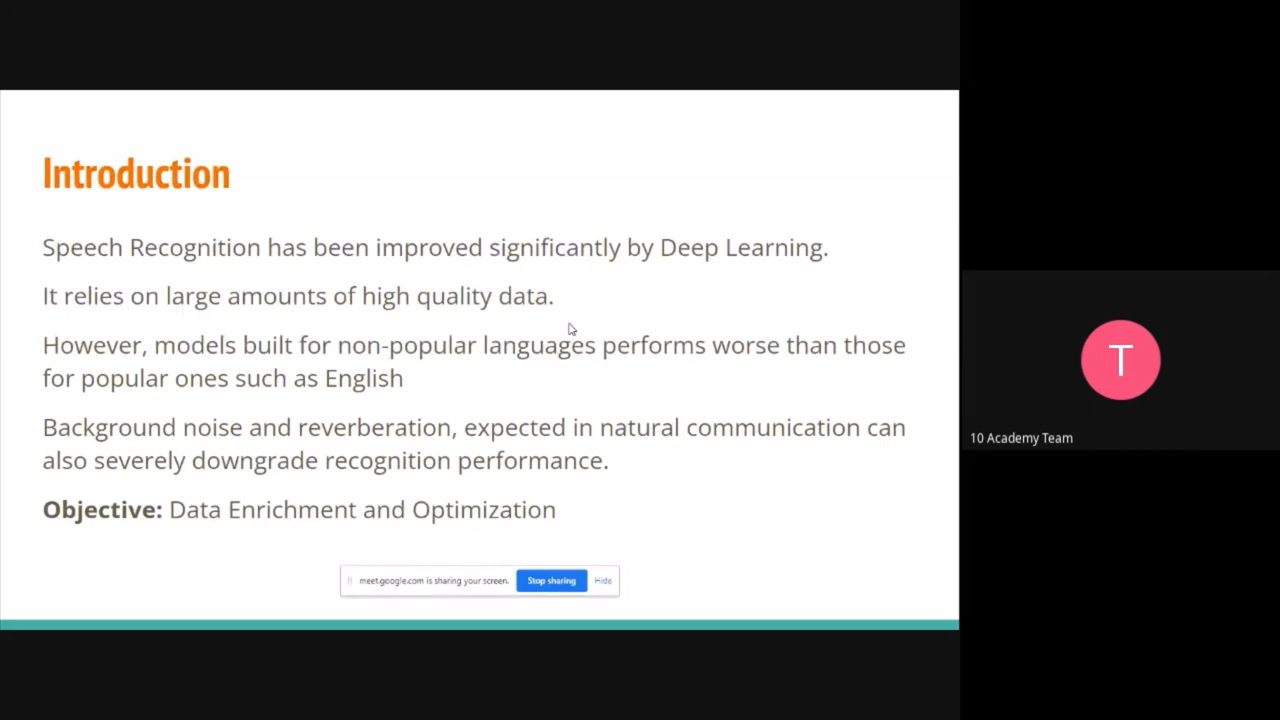 Introduction
Speech Recognition has been improved significantly by Deep Learning.
It relies on large amounts of high quality data.
However, models built for non-popular languages performs worse than those
for popular ones such as English
Background noise and reverberation, expected in natural communication can
also severely downgrade recognition performance.
Objective: Data Enrichment and Optimization
meet.google.com is sharing your screen. Stop sharing Hide
T
10 Academy Team